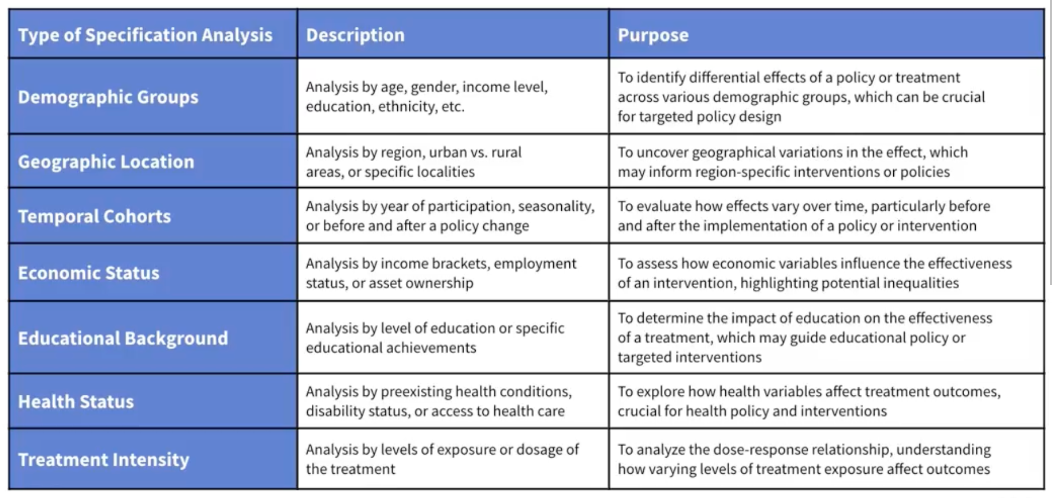 Type of Specification Analysis
Description
Purpose
Demographic Groups
Analysis by age, gender, income level,
education, ethnicity, etc.
To identify differential effects of a policy or treatment
across various demographic groups, which can be crucial
for targeted policy design
Geographic Location
Analysis by region, urban vs. rural
areas, or specific localities
To uncover geographical variations in the effect, which
may inform region-specific interventions or policies
Temporal Cohorts
Analysis by year of participation, seasonality,
or before and after a policy change
To evaluate how effects vary over time, particularly before
and after the implementation of a policy or intervention
Economic Status
Analysis by income brackets, employment
status, or asset ownership
To assess how economic variables influence the effectiveness
of an intervention, highlighting potential inequalities
Educational Background
Analysis by level of education or specific
educational achievements
To determine the impact of education on the effectiveness
of a treatment, which may guide educational policy or
targeted interventions
Health Status
Analysis by preexisting health conditions,
disability status, or access to health care
To explore how health variables affect treatment outcomes,
crucial for health policy and interventions
Treatment Intensity
Analysis by levels of exposure or dosage of
the treatment
To analyze the dose-response relationship, understanding
how varying levels of treatment exposure affect outcomes